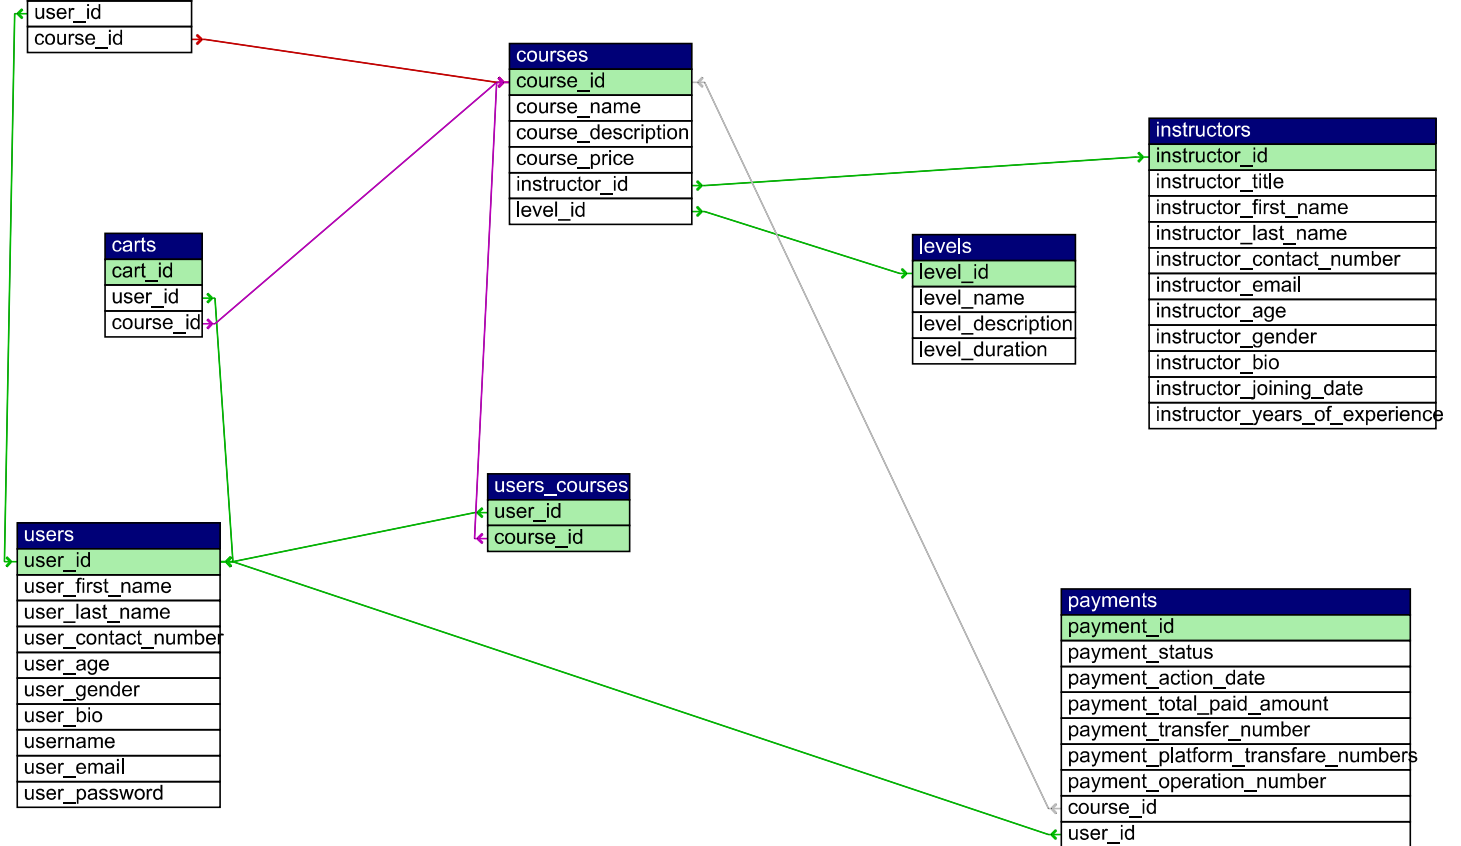 user_id
course_id
courses
course_id
course_name
course_description
course_price
instructor_id
level_id
instructors
instructor_id
instructor_title
instructor_first_name
instructor_last_name
instructor_contact_number
instructor_email
instructor_age
instructor_gender
instructor_bio
instructor_joining_date
instructor_years_of_experience
carts
cart_id
user_id
course_id
levels
level_id
level_name
level_description
level_duration
users_courses
user_id
course_id
users
user_id
user_first_name
user_last_name
user_contact_number
user_age
user_gender
user_bio
username
user_email
user_password
payments
payment_id
payment_status
payment_action_date
payment_total_paid_amount
payment_transfer_number
payment_platform_transfare_numbers
payment_operation_number
course_id
user_id